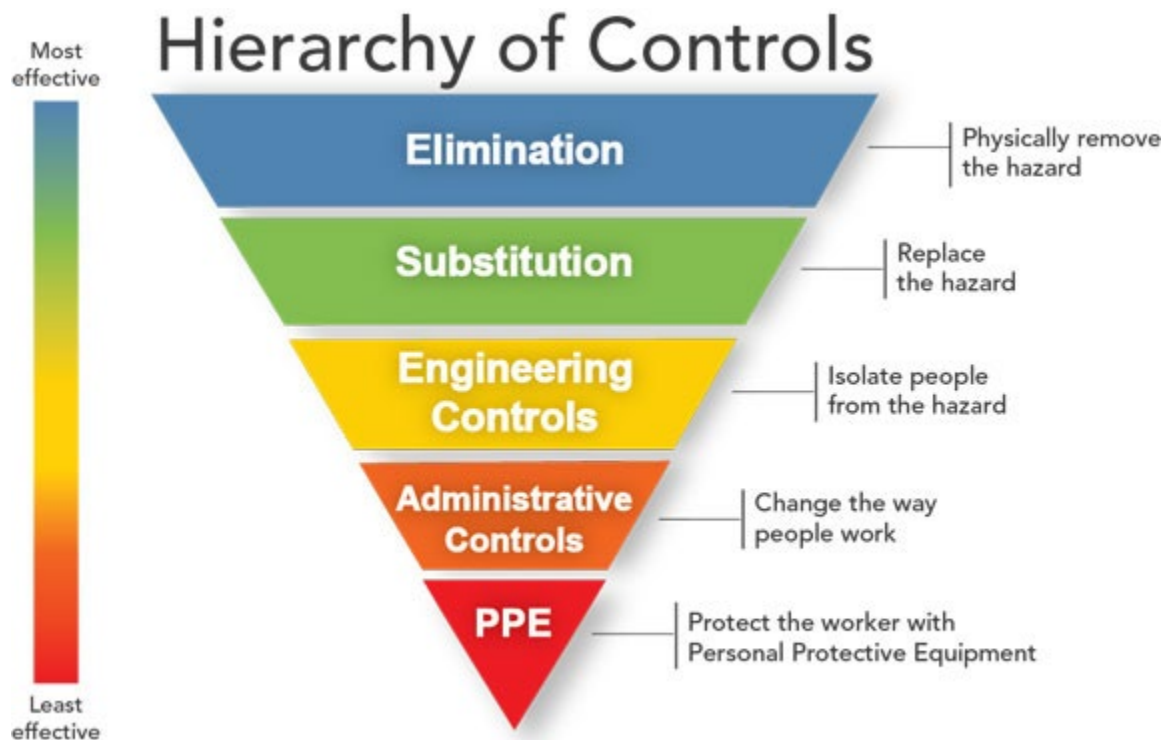 Hierarchy of Controls
Most
effective
Elimination
Physically remove
the hazard
Substitution
Replace
the hazard
Engineering
Controls
Isolate people
from the hazard
Administrative
Controls
Change the way
people work
PPE
Protect the worker with
Personal Protective Equipment
Least
effective